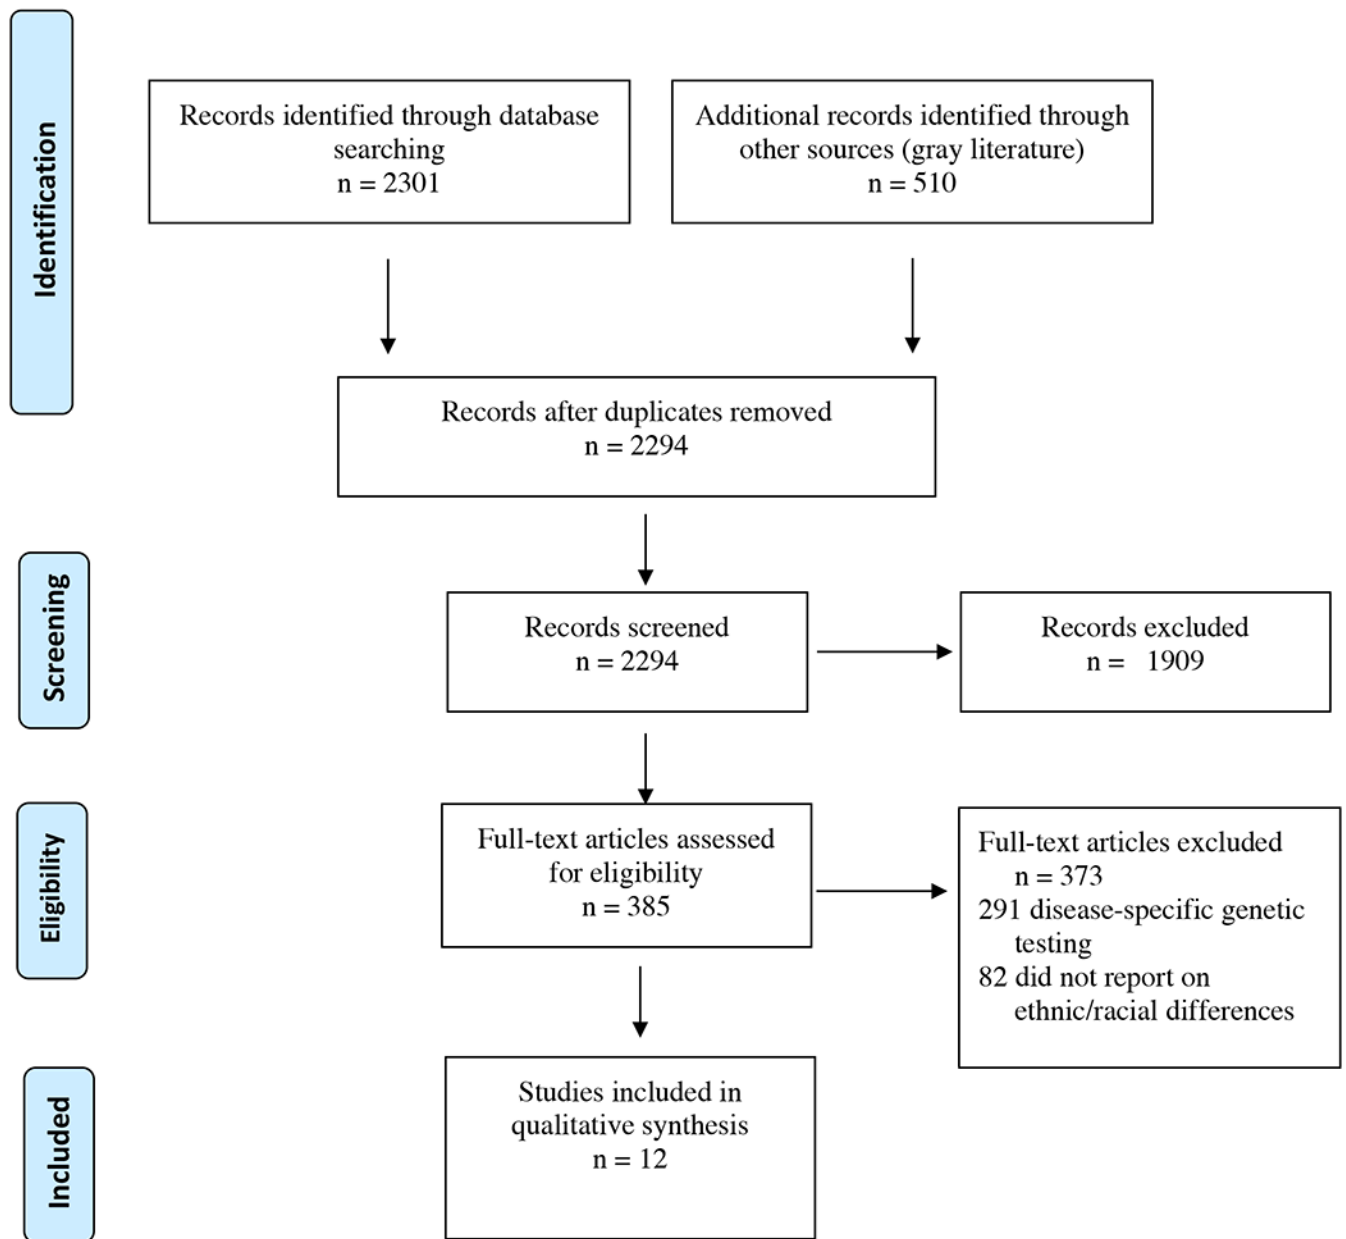 Identification
Records identified through database
searching
n = 2301
Additional records identified through
other sources (gray literature)
n = 510
Records after duplicates removed
n = 2294
Screening
Records screened
n = 2294
Records excluded
n = 1909
Eligibility
Full-text articles assessed
for eligibility
n = 385
Full-text articles excluded
n = 373
291 disease-specific genetic
testing
82 did not report on
ethnic/racial differences
Included
Studies included in
qualitative synthesis
n = 12